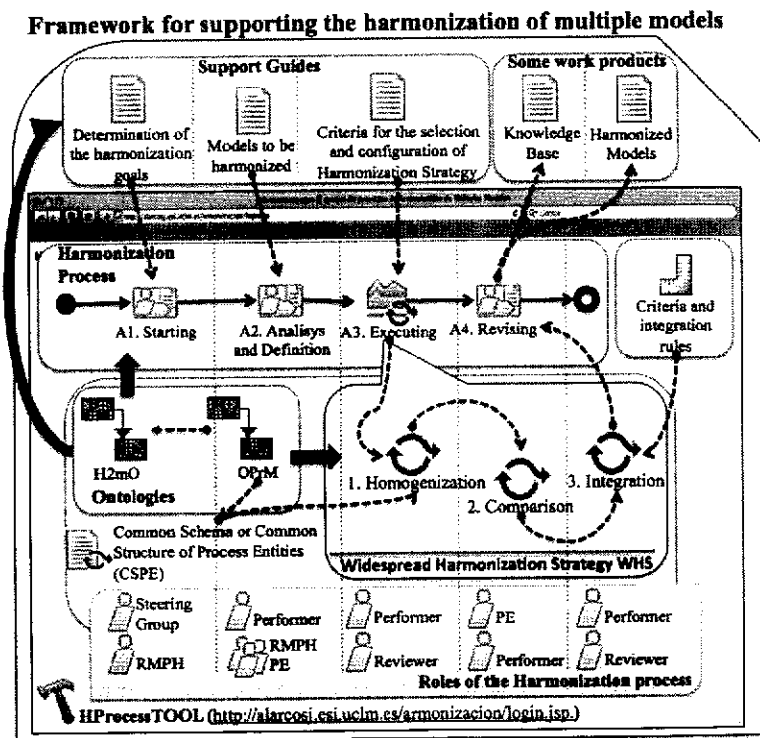 Framework for supporting the harmonization of multiple models
Support Guides
Some work products
Determination of
the harmonization
goals
Models to be
harmonized
Criteria for the selection
and configuration of
Harmonization Strategy
Knowledge
Base
Harmonized
Models
Harmonization
Process
A1. Starting
A2. Analisys
and Definition
A3. Executing
A4. Revising
Criteria and
integration
rules
H2mO
OPrM
Ontologies
1. Homogenization
2. Comparison
3. Integration
Common Schema or Common
Structure of Process Entities
(CSPE)
Widespread Harmonization Strategy WHS
Steering
Group
Performer
Performer
PE
Performer
RMPH
RMPH
PE
Reviewer
Performer
Reviewer
Roles of the Harmonization process
HProcessTOOL (http://alarcosj.esi.uclm.es/armonizacion/login.jsp.)